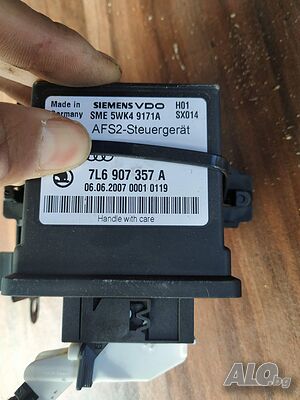 Made in SIEMENS VDO H01
Germany SME 5WK4 9171A SX014
AFS2-Steuergerät
7L6 907 357 A
06.06.2007 0001 0119
Handle with care
ALO.bg